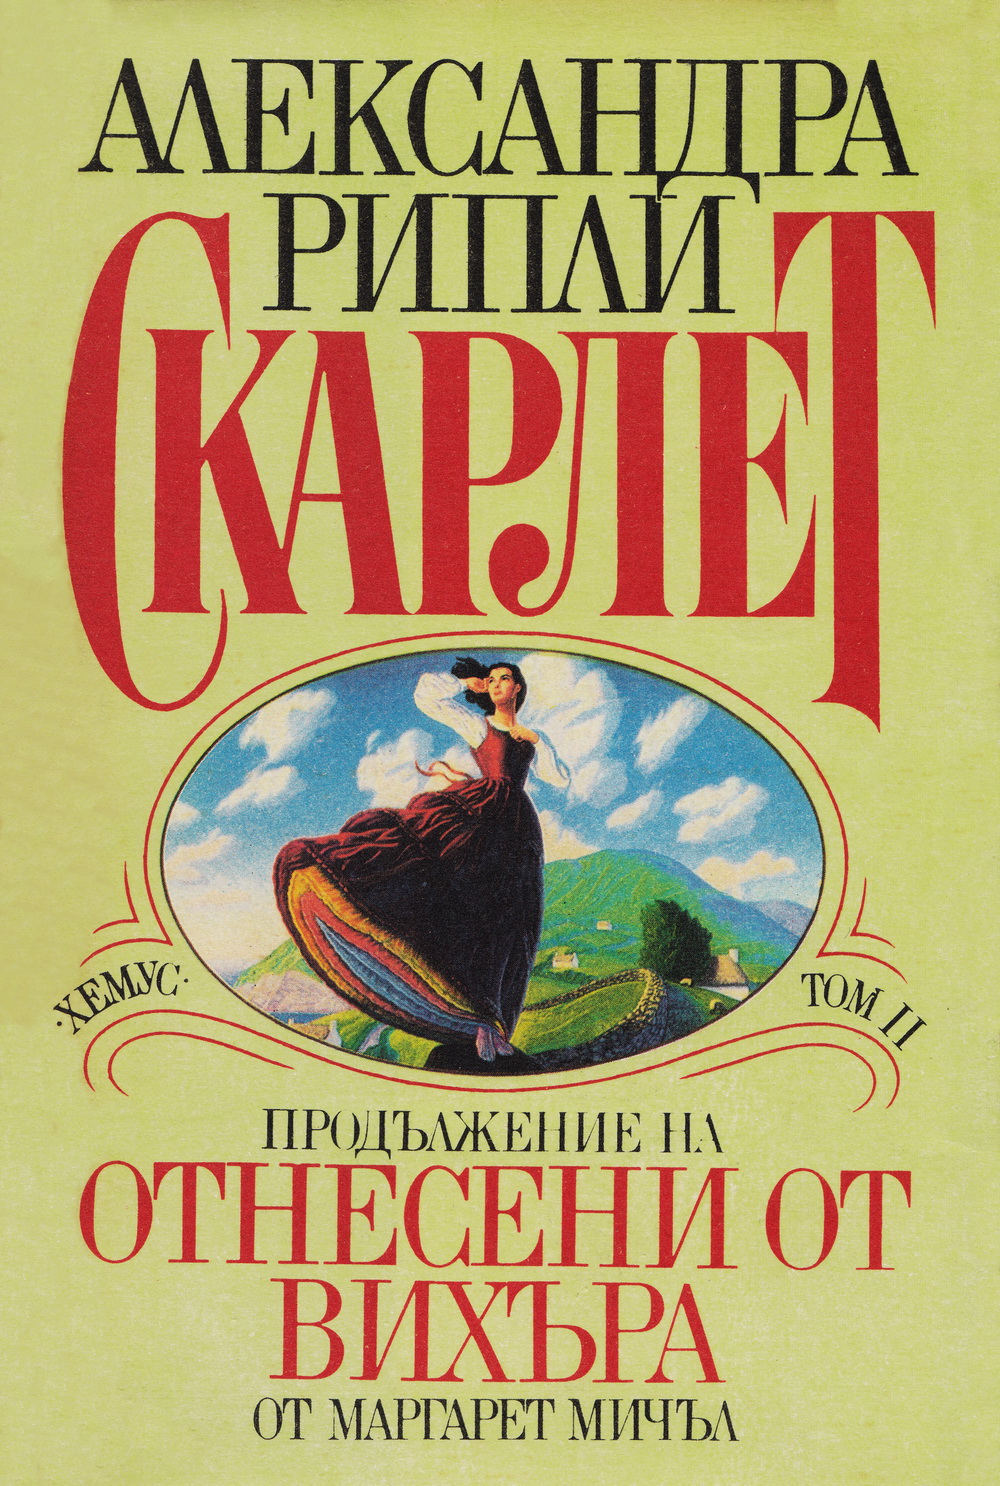 АЛЕКСАНДРА
РИПЛИ
СКАРЛЕТ
·ХЕМУС·
ТОМ II
ПРОДЪЛЖЕНИЕ НА
ОТНЕСЕНИ ОТ
ВИХЪРА
ОТ МАРГАРЕТ МИЧЪЛ